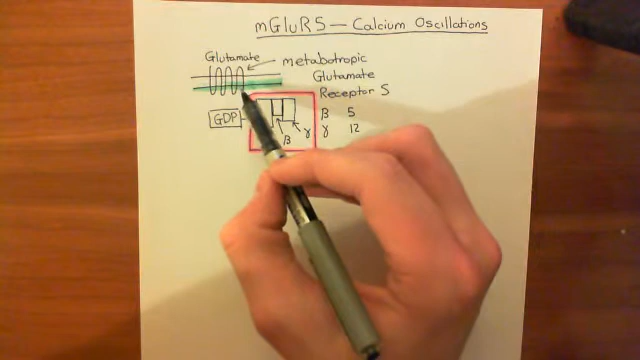 mGluR5 — Calcium Oscillations
Glutamate
metabotropic
Glutamate
Receptor 5
GDP
β
γ
β 5
γ 12